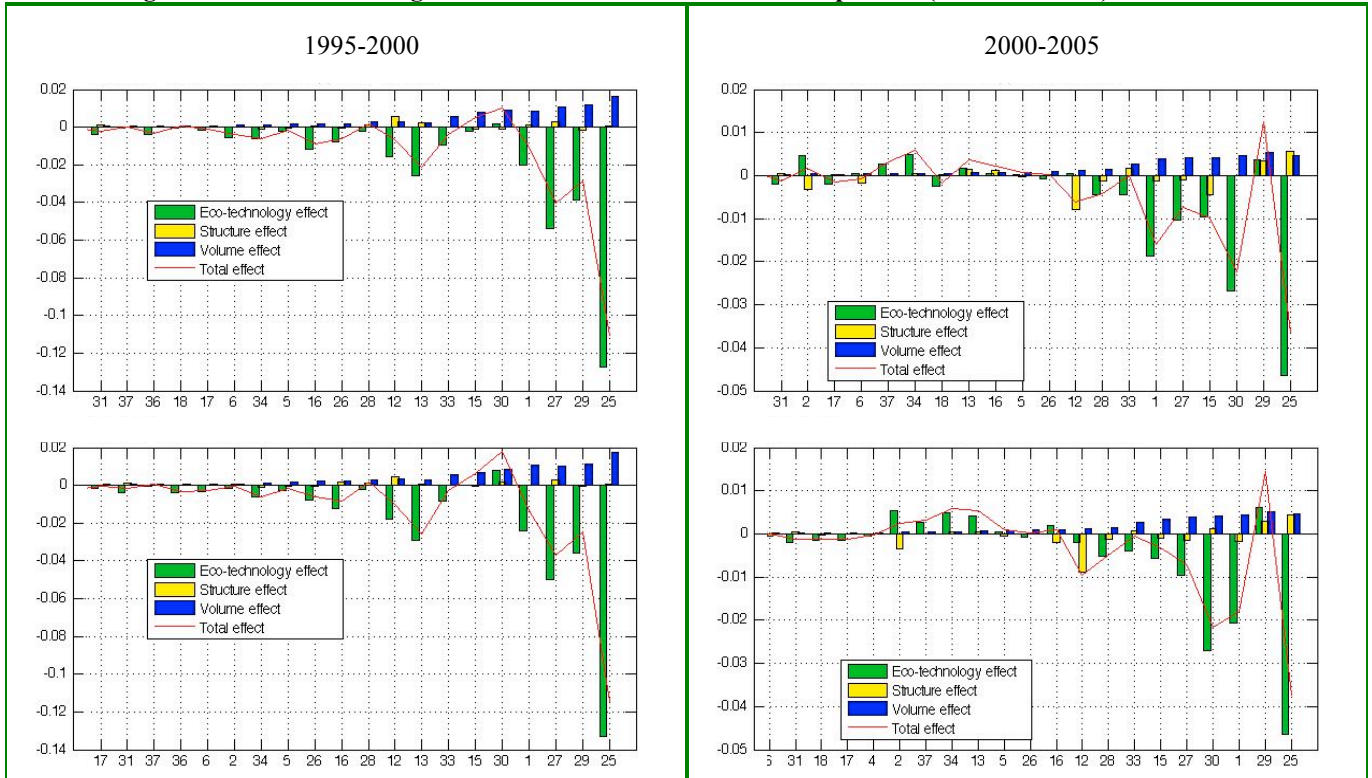 1995-2000
0.02
0
-0.02
-0.04
-0.06
-0.08
-0.1
-0.12
-0.14
Eco-technology effect
Structure effect
Volume effect
Total effect
31 37 36 18 17 6 34 5 16 26 28 12 13 33 15 30 1 27 29 25
0.02
0
-0.02
-0.04
-0.06
-0.08
-0.1
-0.12
-0.14
Eco-technology effect
Structure effect
Volume effect
Total effect
17 31 37 36 6 2 34 5 26 16 28 12 13 33 15 30 1 27 29 25
2000-2005
0.02
0.01
0
-0.01
-0.02
-0.03
-0.04
-0.05
Eco-technology effect
Structure effect
Volume effect
Total effect
31 2 17 6 37 34 18 13 16 5 26 12 28 33 1 27 15 30 29 25
0.02
0.01
0
-0.01
-0.02
-0.03
-0.04
-0.05
Eco-technology effect
Structure effect
Volume effect
Total effect
31 18 17 4 2 37 34 13 5 26 16 12 28 33 15 27 30 1 29 25